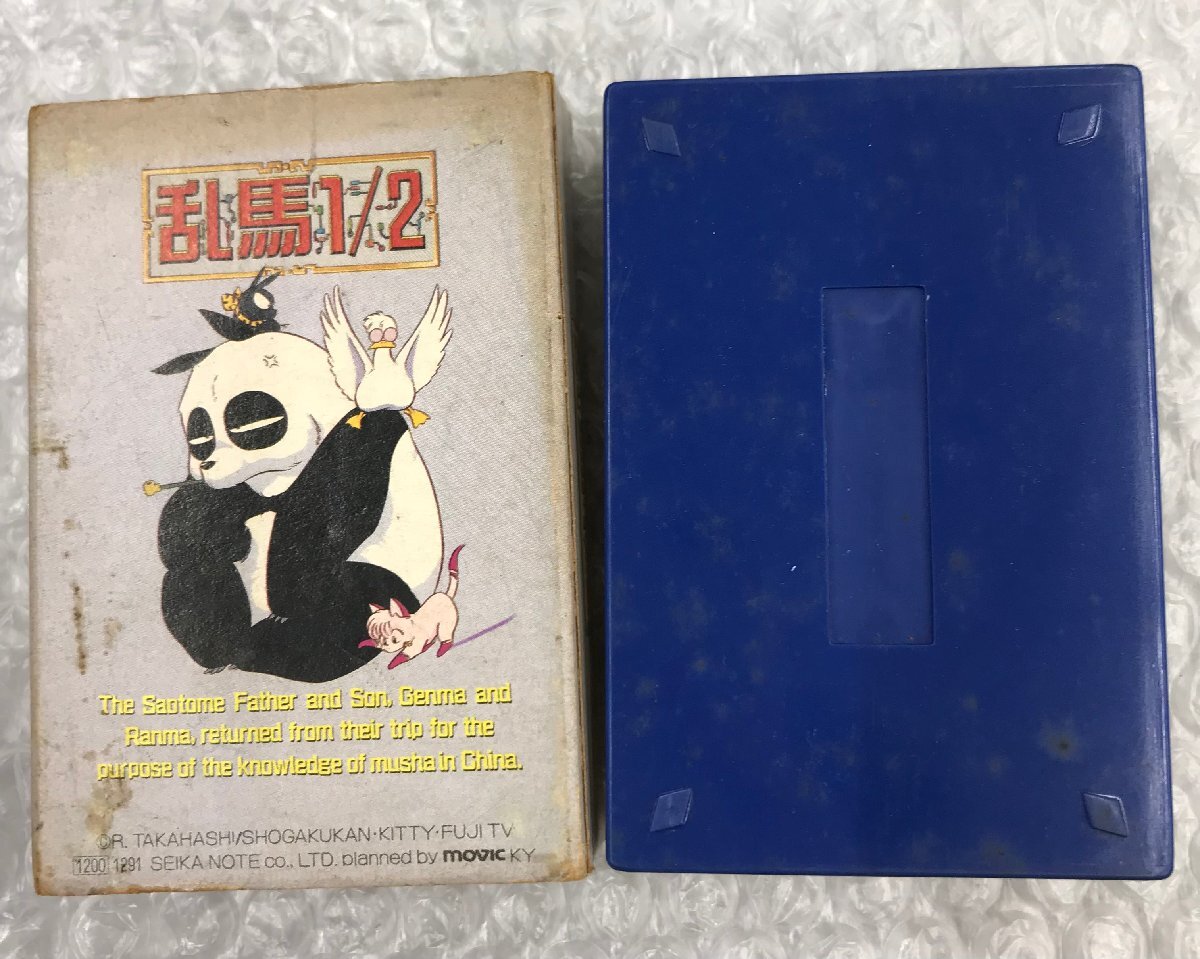 乱馬1/2
The Saotome Father and Son, Genma and
Ranma, returned from their trip for the
purpose of the knowledge of musha in China.
©R. TAKAHASHI/SHOGAKUKAN・KITTY・FUJI TV
1200 1291 SEIKA NOTE co., LTD. planned by movic KY